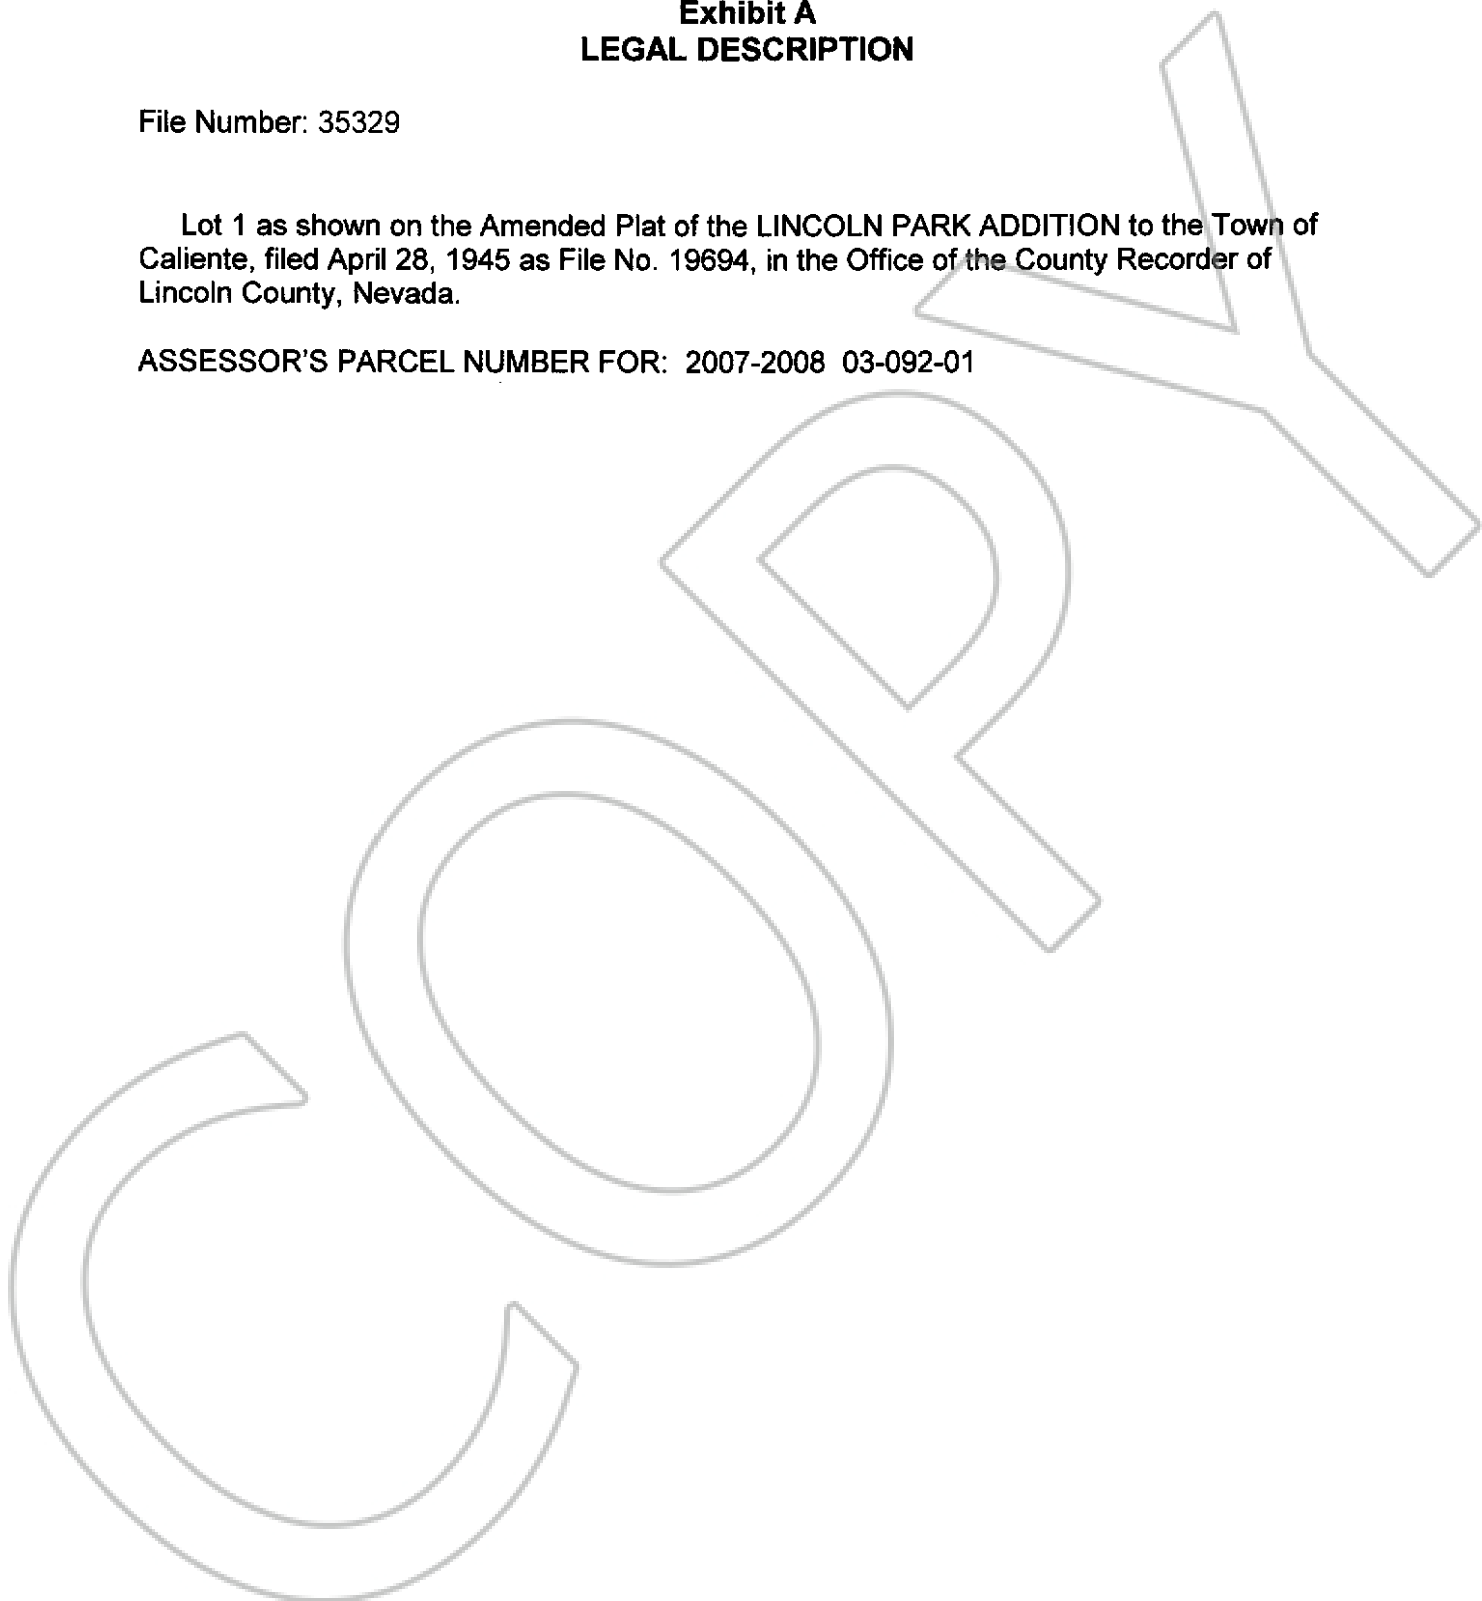 Exhibit A
LEGAL DESCRIPTION
File Number: 35329
Lot 1 as shown on the Amended Plat of the LINCOLN PARK ADDITION to the Town of
Caliente, filed April 28, 1945 as File No. 19694, in the Office of the County Recorder of
Lincoln County, Nevada.
ASSESSOR'S PARCEL NUMBER FOR: 2007-2008 03-092-01
COPY